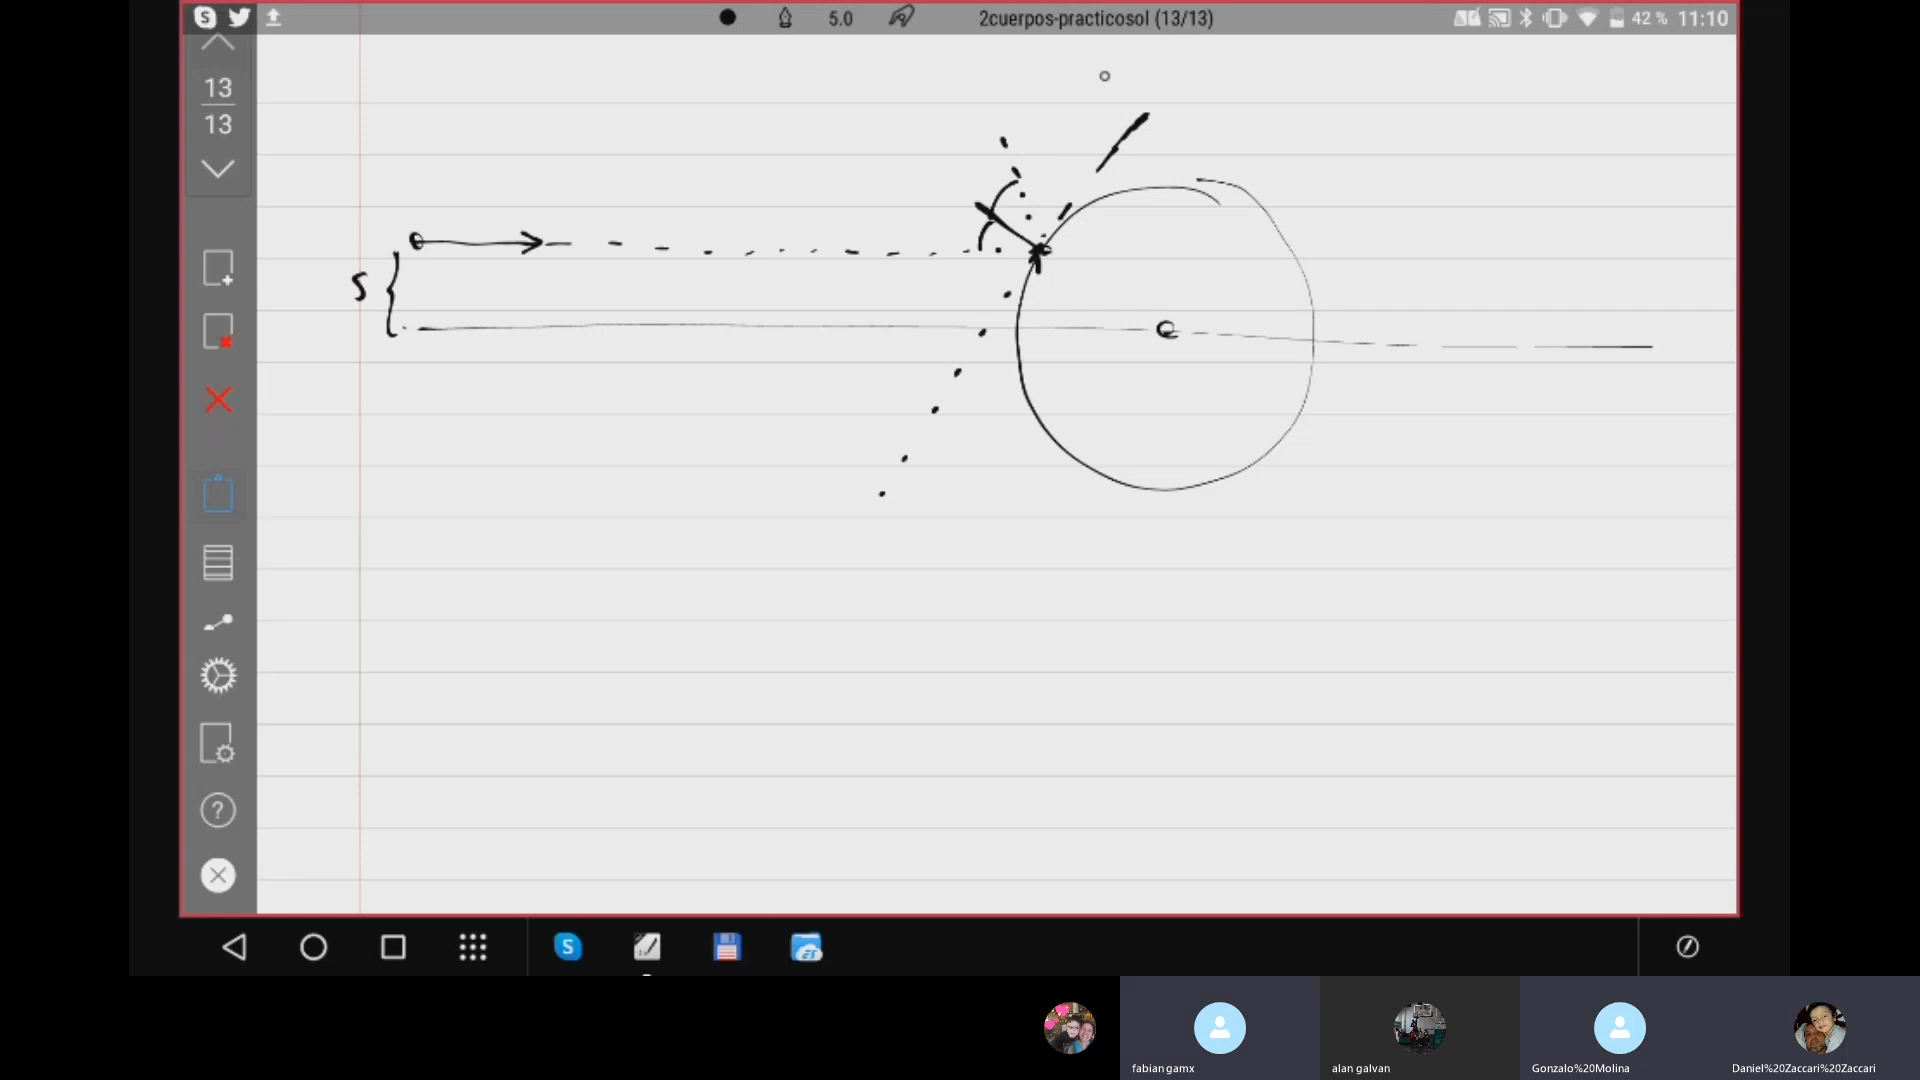 5.0 2cuerpos-practicosol (13/13) 42 % 11:10
13
13
s
?
S
fabian gamx alan galvan Gonzalo%20Molina Daniel%20Zaccari%20Zaccari